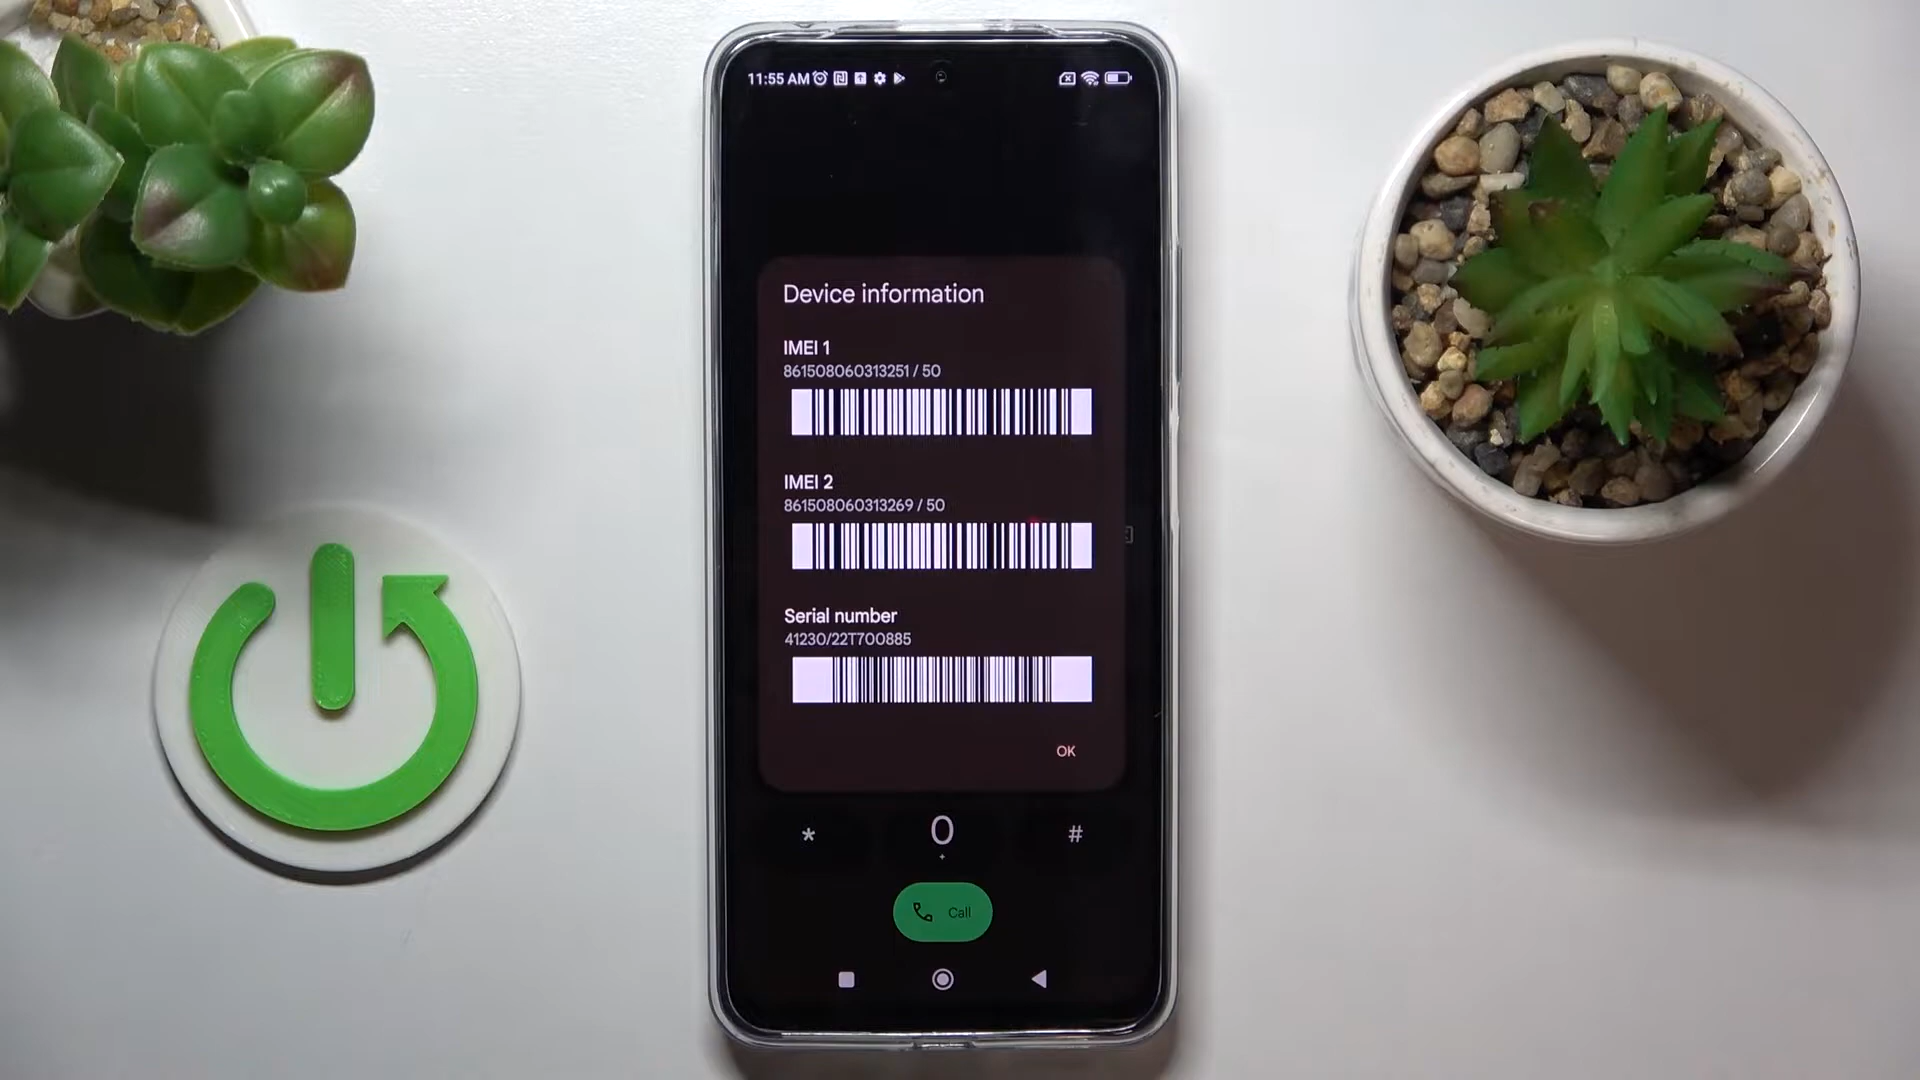 11:55 AM
Device information
IMEI 1
861508060313251 / 50
IMEI 2
861508060313269 / 50
Serial number
41230/22T700885
OK
* 0 #
+
Call